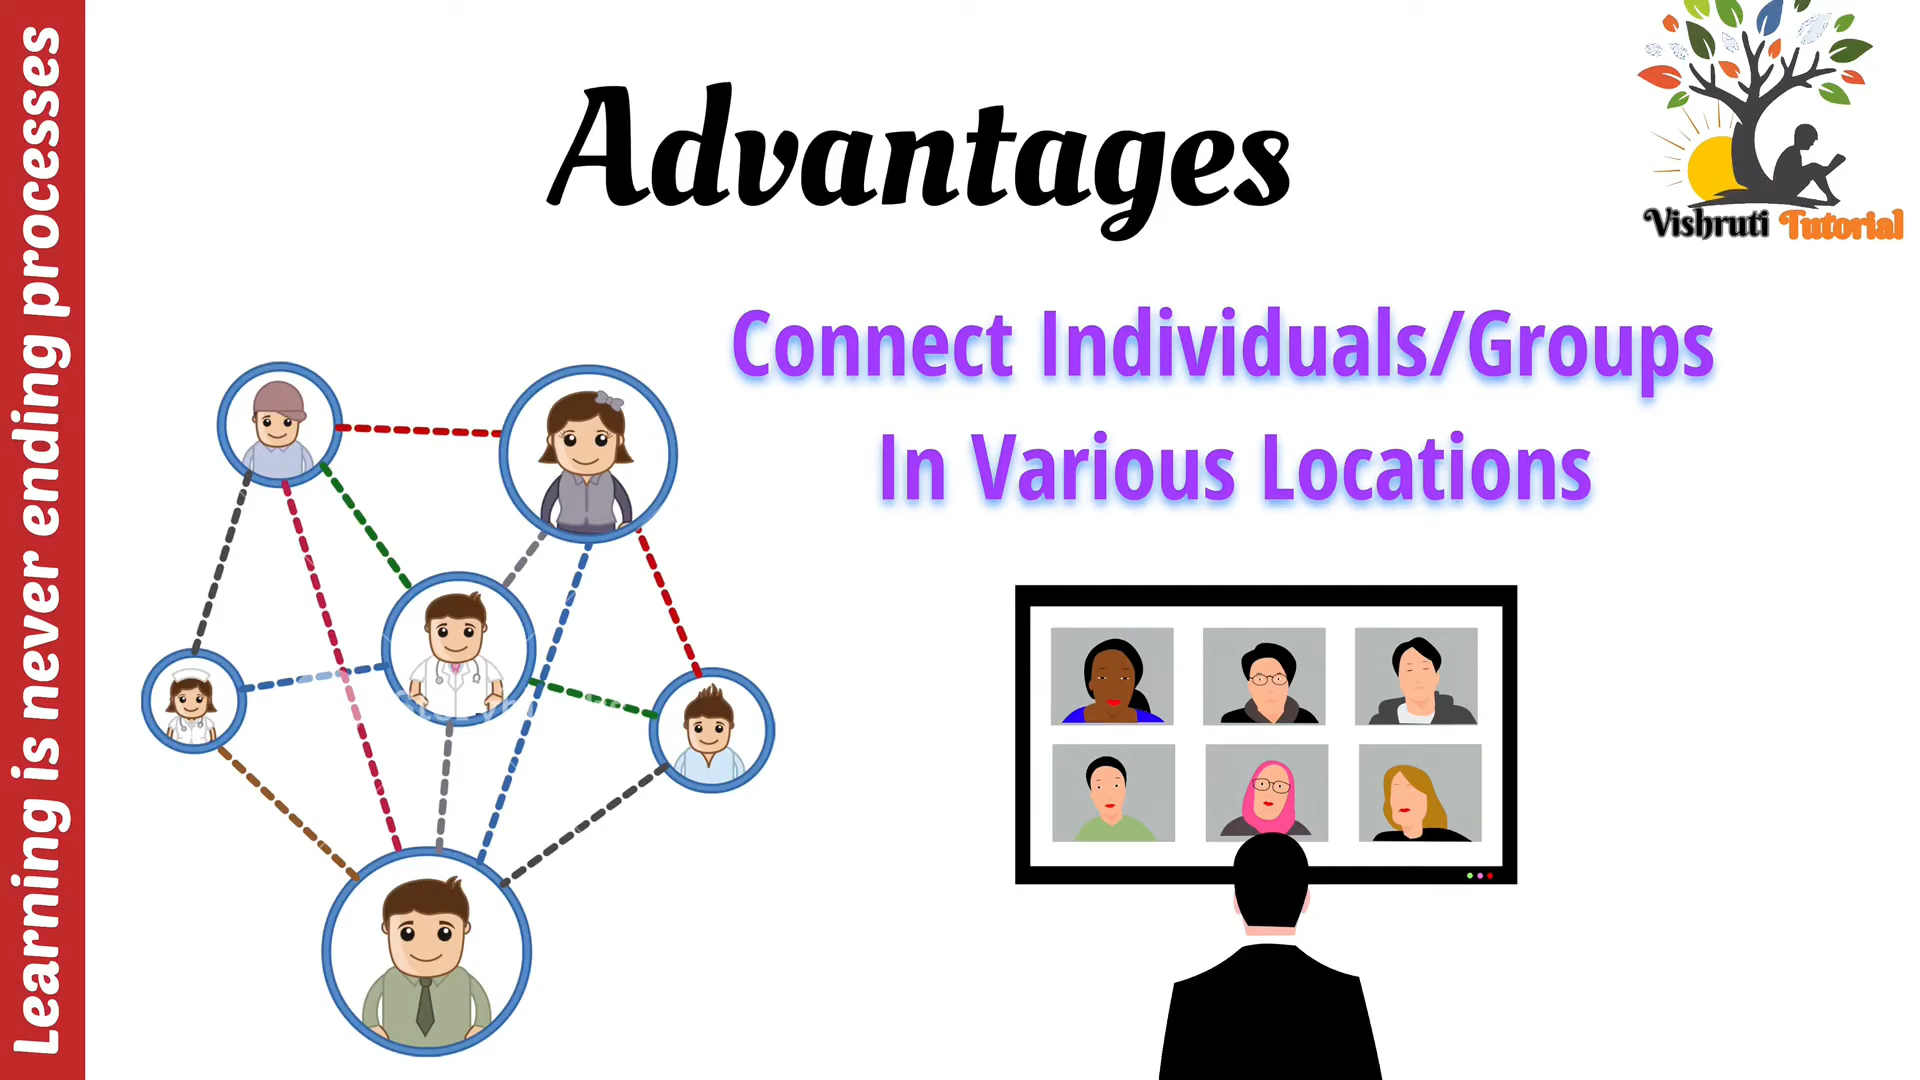 Learning is never ending processes
Advantages
Vishruti Tutorial
Connect Individuals/Groups
In Various Locations